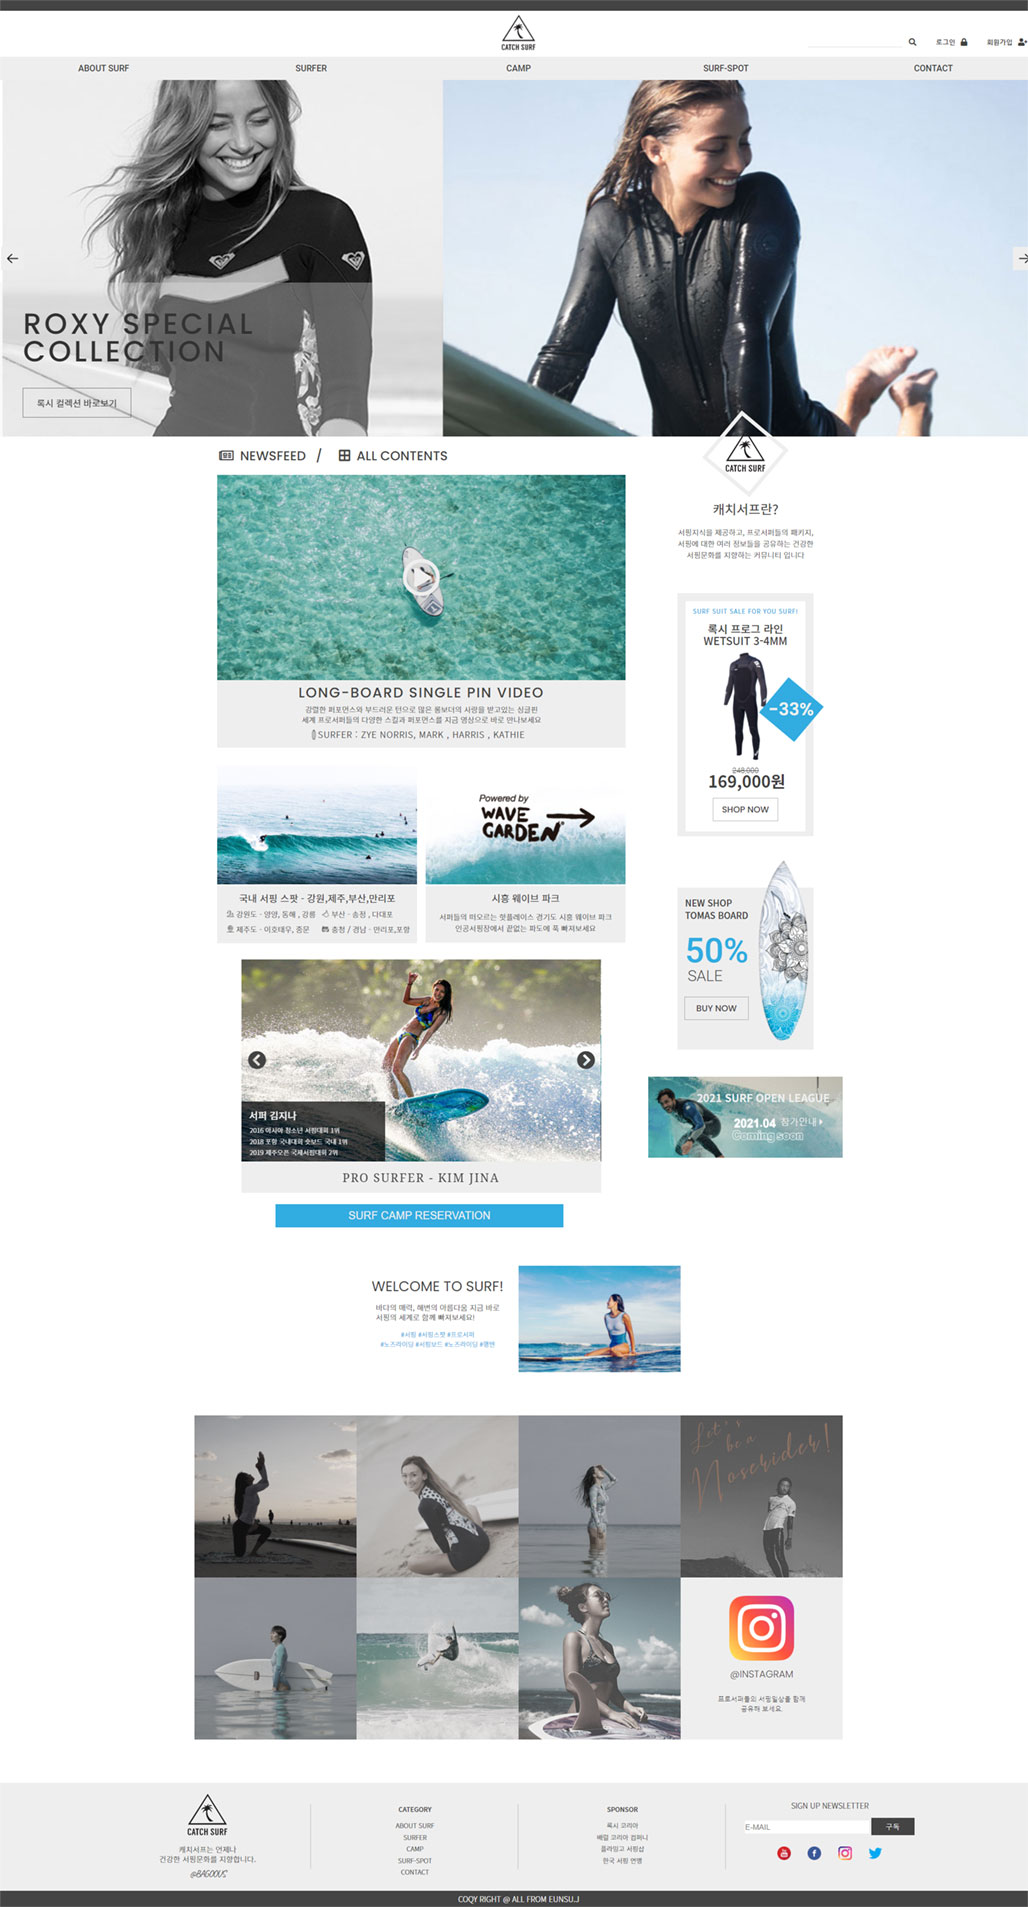 CATCH SURF
로그인
회원가입
ABOUT SURF
SURFER
CAMP
SURF-SPOT
CONTACT
ROXY SPECIAL
COLLECTION
록시 컬렉션 바로보기
NEWSFEED / ALL CONTENTS
LONG-BOARD SINGLE PIN VIDEO
강렬한 퍼포먼스와 부드러운 턴으로 많은 롱보더의 사랑을 받고있는 싱글핀
세계 프로서퍼들의 다양한 스킬과 퍼포먼스를 지금 영상으로 바로 만나보세요
SURFER : ZYE NORRIS, MARK , HARRIS , KATHIE
국내 서핑 스팟 - 강원,제주,부산,만리포
강원도 - 양양, 동해 , 강릉
부산 - 송정 , 다대포
제주도 - 이호테우, 중문
충청 / 경남 - 만리포,포항
Powered by
WAVE
GARDEN
시흥 웨이브 파크
서퍼들의 떠오르는 핫플레이스 경기도 시흥 웨이브 파크
인공서핑장에서 끝없는 파도에 푹 빠져보세요
서퍼 김지나
2016 아시아 청소년 서핑대회 1위
2018 포항 국내대회 숏보드 국내 1위
2019 제주오픈 국제서핑대회 2위
PRO SURFER - KIM JINA
SURF CAMP RESERVATION
CATCH SURF
캐치서프란?
서핑지식을 제공하고, 프로서퍼들의 패키지,
서핑에 대한 여러 정보들을 공유하는 건강한
서핑문화를 지향하는 커뮤니티 입니다
SURF SUIT SALE FOR YOU SURF!
록시 프로그 라인
WETSUIT 3-4MM
-33%
248,000
169,000원
SHOP NOW
NEW SHOP
TOMAS BOARD
50%
SALE
BUY NOW
2021 SURF OPEN LEAGUE
2021.04 참가안내
Coming soon
WELCOME TO SURF!
바다의 매력, 해변의 아름다움 지금 바로
서핑의 세계로 함께 빠져보세요!
#서핑 #서핑스팟 #프로서퍼
#노즈라이딩 #서핑보드 #노즈라이딩 #행텐
Let's
be a
Noserider!
@INSTAGRAM
프로서퍼들의 서핑일상을 함께
공유해 보세요.
CATCH SURF
캐치서프는 언제나
건강한 서핑문화를 지향합니다.
@BAGOOUS
CATEGORY
ABOUT SURF
SURFER
CAMP
SURF-SPOT
CONTACT
SPONSOR
록시 코리아
배럴 코리아 컴퍼니
플라밍고 서핑샵
한국 서핑 연맹
SIGN UP NEWSLETTER
E-MAIL
구독
COQY RIGHT @ ALL FROM EUNSU.J